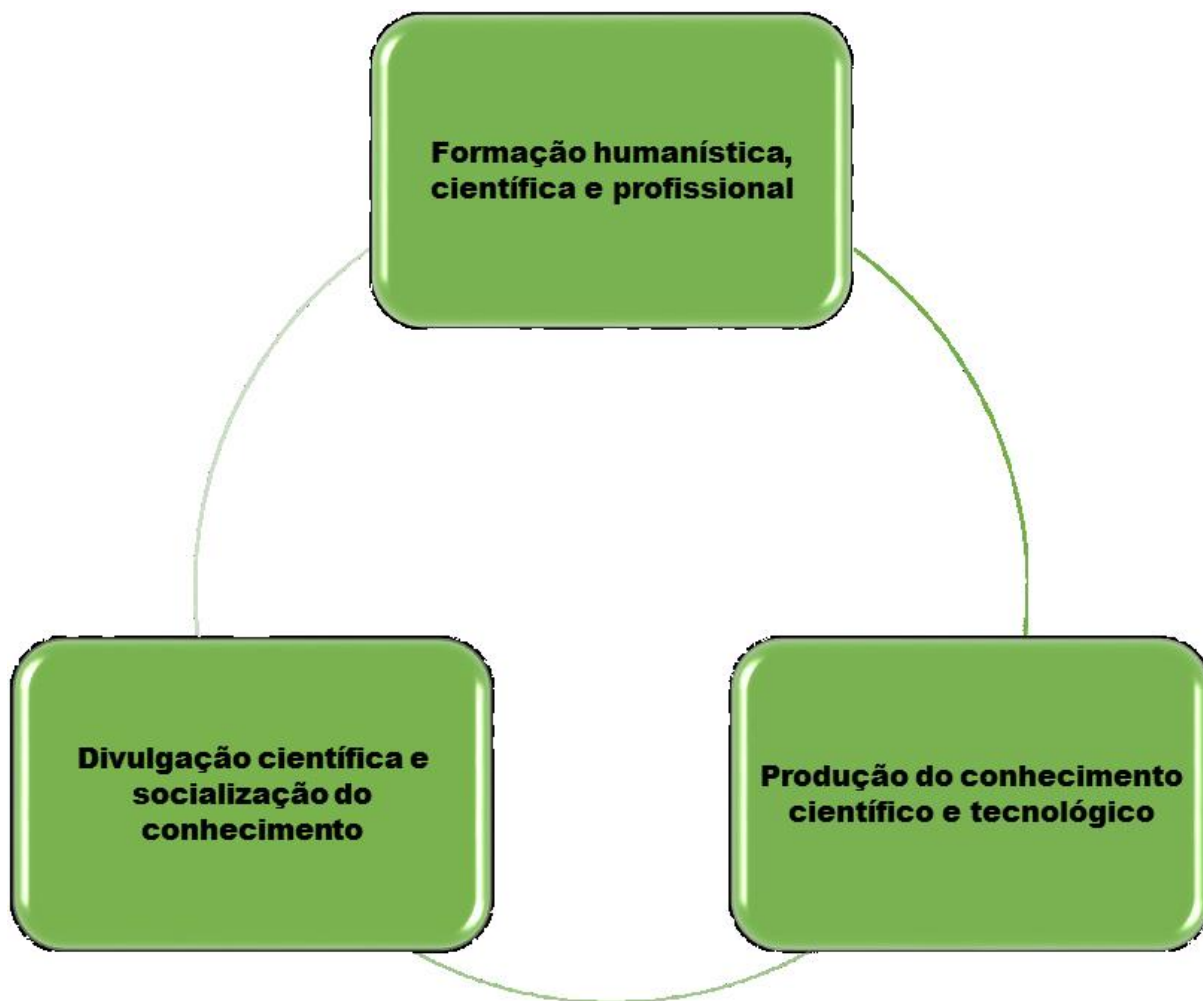 Formação humanística,
científica e profissional
Divulgação científica e
socialização do
conhecimento
Produção do conhecimento
científico e tecnológico